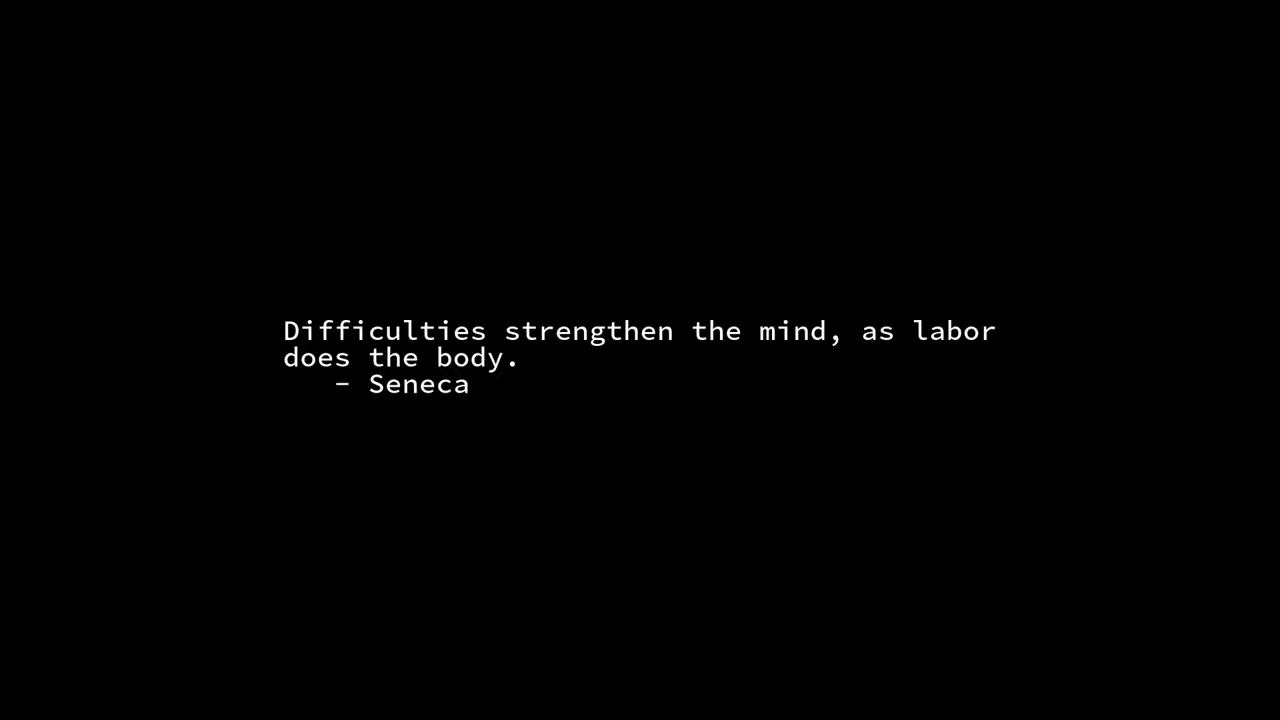 Difficulties strengthen the mind, as labor
does the body.
- Seneca